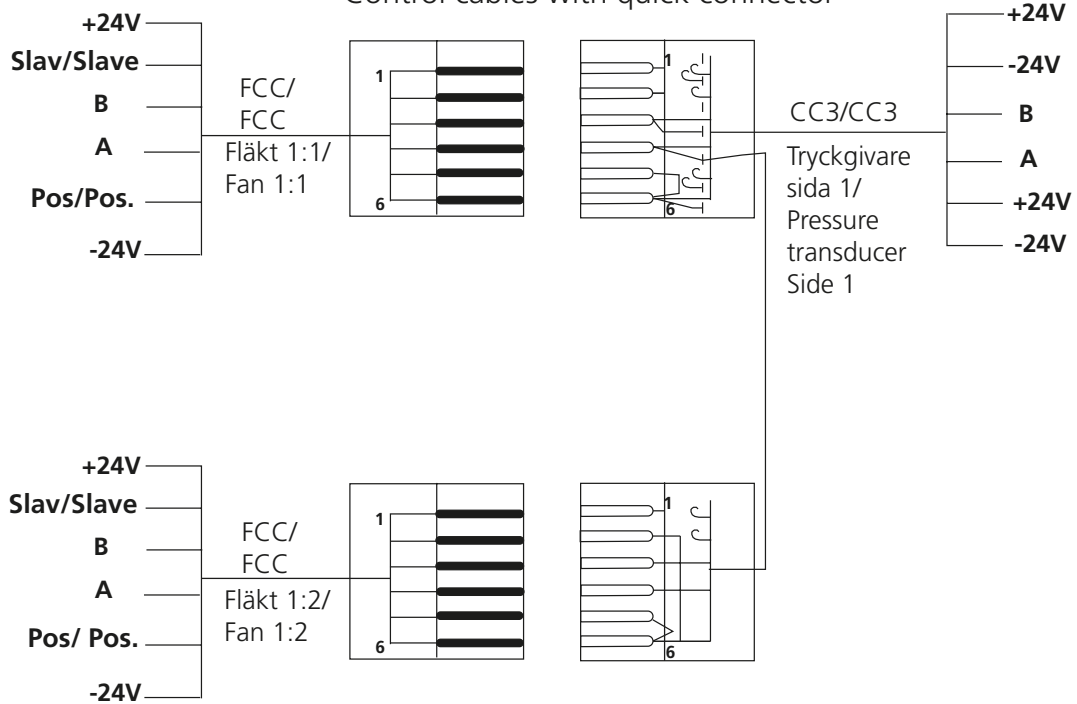 Control cables with quick connector
+24V
Slav/Slave
B
A
Pos/Pos.
-24V
FCC/
FCC
Fläkt 1:1/
Fan 1:1
1
6
1
6
CC3/CC3
Tryckgivare
sida 1/
Pressure
transducer
Side 1
+24V
-24V
B
A
+24V
-24V
+24V
Slav/Slave
B
A
Pos/ Pos.
-24V
FCC/
FCC
Fläkt 1:2/
Fan 1:2
1
6
1
6